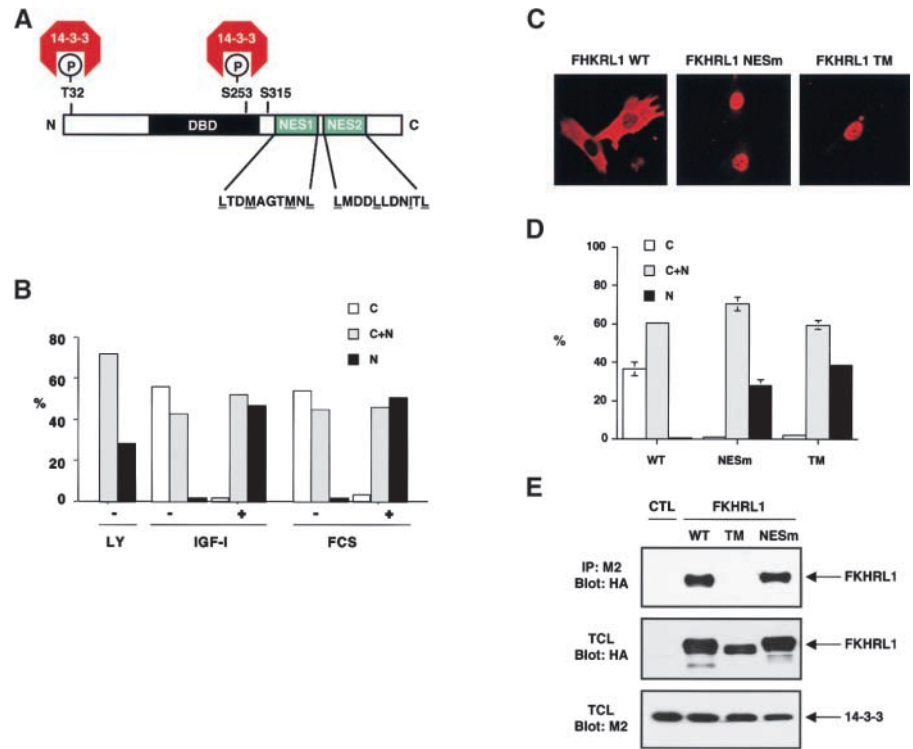 A
14-3-3
14-3-3
P
P
T32
S253
S315
N
DBD
NES1
NES2
C
LTDMAGTMNL
LMDDLLDNITL
B
C
C+N
N
80
60
40
20
0
%
-
-
+
-
+
LY
IGF-I
FCS
C
FHKRL1 WT
FKHRL1 NESm
FKHRL1 TM
D
C
C+N
N
100
80
60
40
20
0
%
WT
NESm
TM
E
CTL
FKHRL1
WT
TM
NESm
IP: M2
Blot: HA
FKHRL1
TCL
Blot: HA
FKHRL1
TCL
Blot: M2
14-3-3